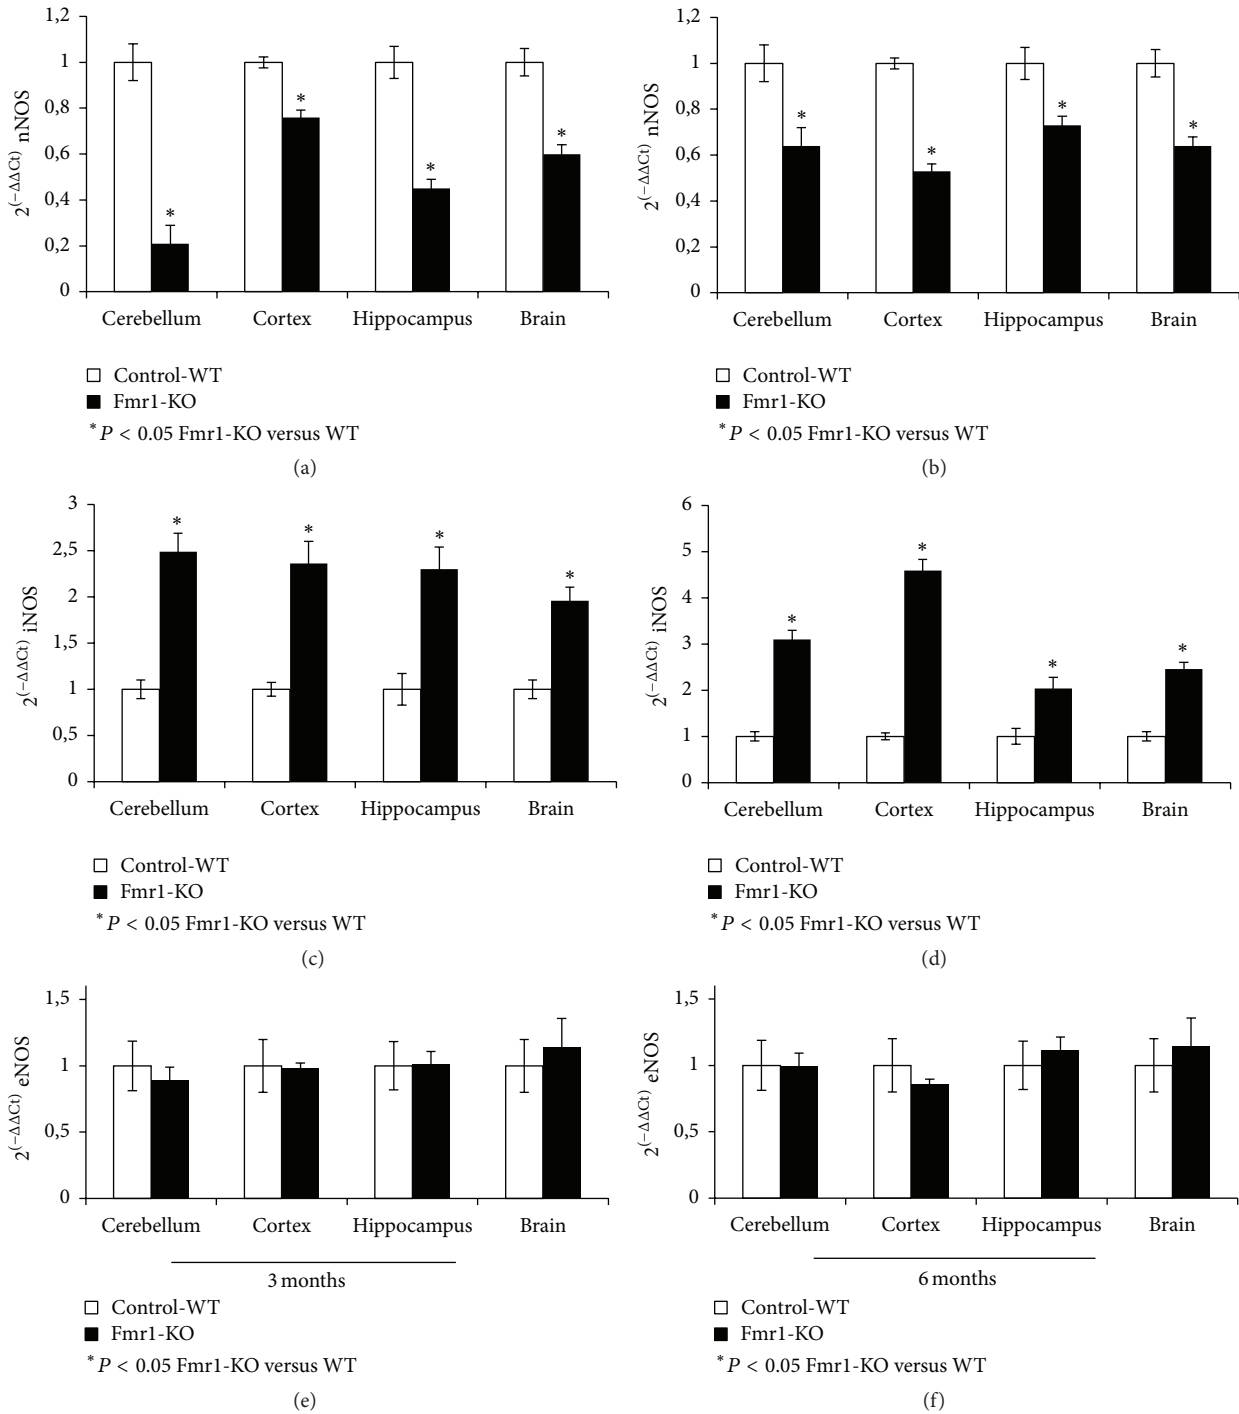 1,2
1
0,8
0,6
0,4
0,2
0
2^(−ΔΔCt) nNOS
* * * *
Cerebellum Cortex Hippocampus Brain
Control-WT
Fmr1-KO
* P < 0.05 Fmr1-KO versus WT
(a)
1,2
1
0,8
0,6
0,4
0,2
0
2^(−ΔΔCt) nNOS
* * * *
Cerebellum Cortex Hippocampus Brain
Control-WT
Fmr1-KO
* P < 0.05 Fmr1-KO versus WT
(b)
3
2,5
2
1,5
1
0,5
0
2^(−ΔΔCt) iNOS
* * * *
Cerebellum Cortex Hippocampus Brain
Control-WT
Fmr1-KO
* P < 0.05 Fmr1-KO versus WT
(c)
6
5
4
3
2
1
0
2^(−ΔΔCt) iNOS
* * * *
Cerebellum Cortex Hippocampus Brain
Control-WT
Fmr1-KO
* P < 0.05 Fmr1-KO versus WT
(d)
1,5
1
0,5
0
2^(−ΔΔCt) eNOS
Cerebellum Cortex Hippocampus Brain
3 months
Control-WT
Fmr1-KO
* P < 0.05 Fmr1-KO versus WT
(e)
1,5
1
0,5
0
2^(−ΔΔCt) eNOS
Cerebellum Cortex Hippocampus Brain
6 months
Control-WT
Fmr1-KO
* P < 0.05 Fmr1-KO versus WT
(f)